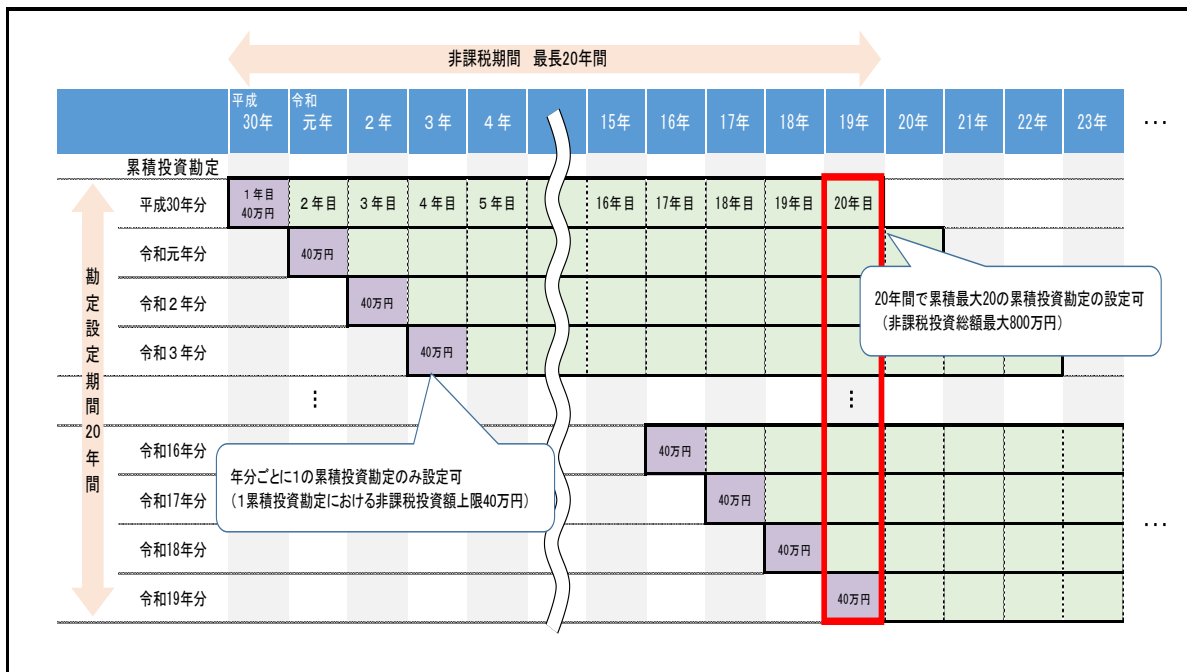 非課税期間 最長20年間
平成
30年
令和
元年
2年
3年
4年
15年
16年
17年
18年
19年
20年
21年
22年
23年
…
累積投資勘定
勘定設定期間20年間
平成30年分
1年目
40万円
2年目
3年目
4年目
5年目
16年目
17年目
18年目
19年目
20年目
令和元年分
40万円
令和2年分
40万円
令和3年分
40万円
20年間で累積最大20の累積投資勘定の設定可
（非課税投資総額最大800万円）
⋮
⋮
令和16年分
40万円
年分ごとに1の累積投資勘定のみ設定可
（1累積投資勘定における非課税投資額上限40万円）
令和17年分
40万円
…
令和18年分
40万円
令和19年分
40万円